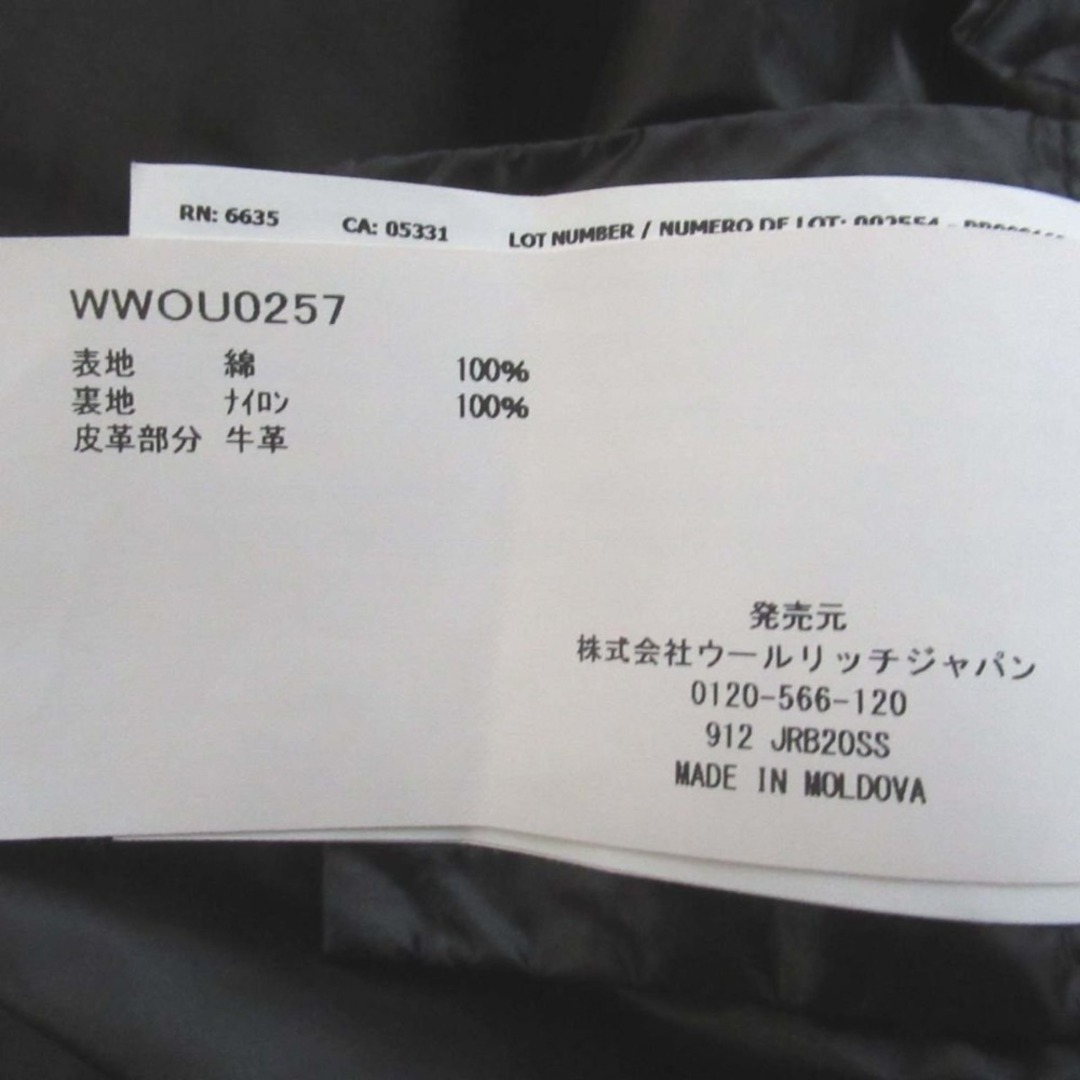 RN: 6635 CA: 05331 LOT NUMBER / NUMERO DE LOT:
WWOU0257
表地 綿 100%
裏地 ﾅｲﾛﾝ 100%
皮革部分 牛革
発売元
株式会社ウールリッチジャパン
0120-566-120
912 JRB20SS
MADE IN MOLDOVA